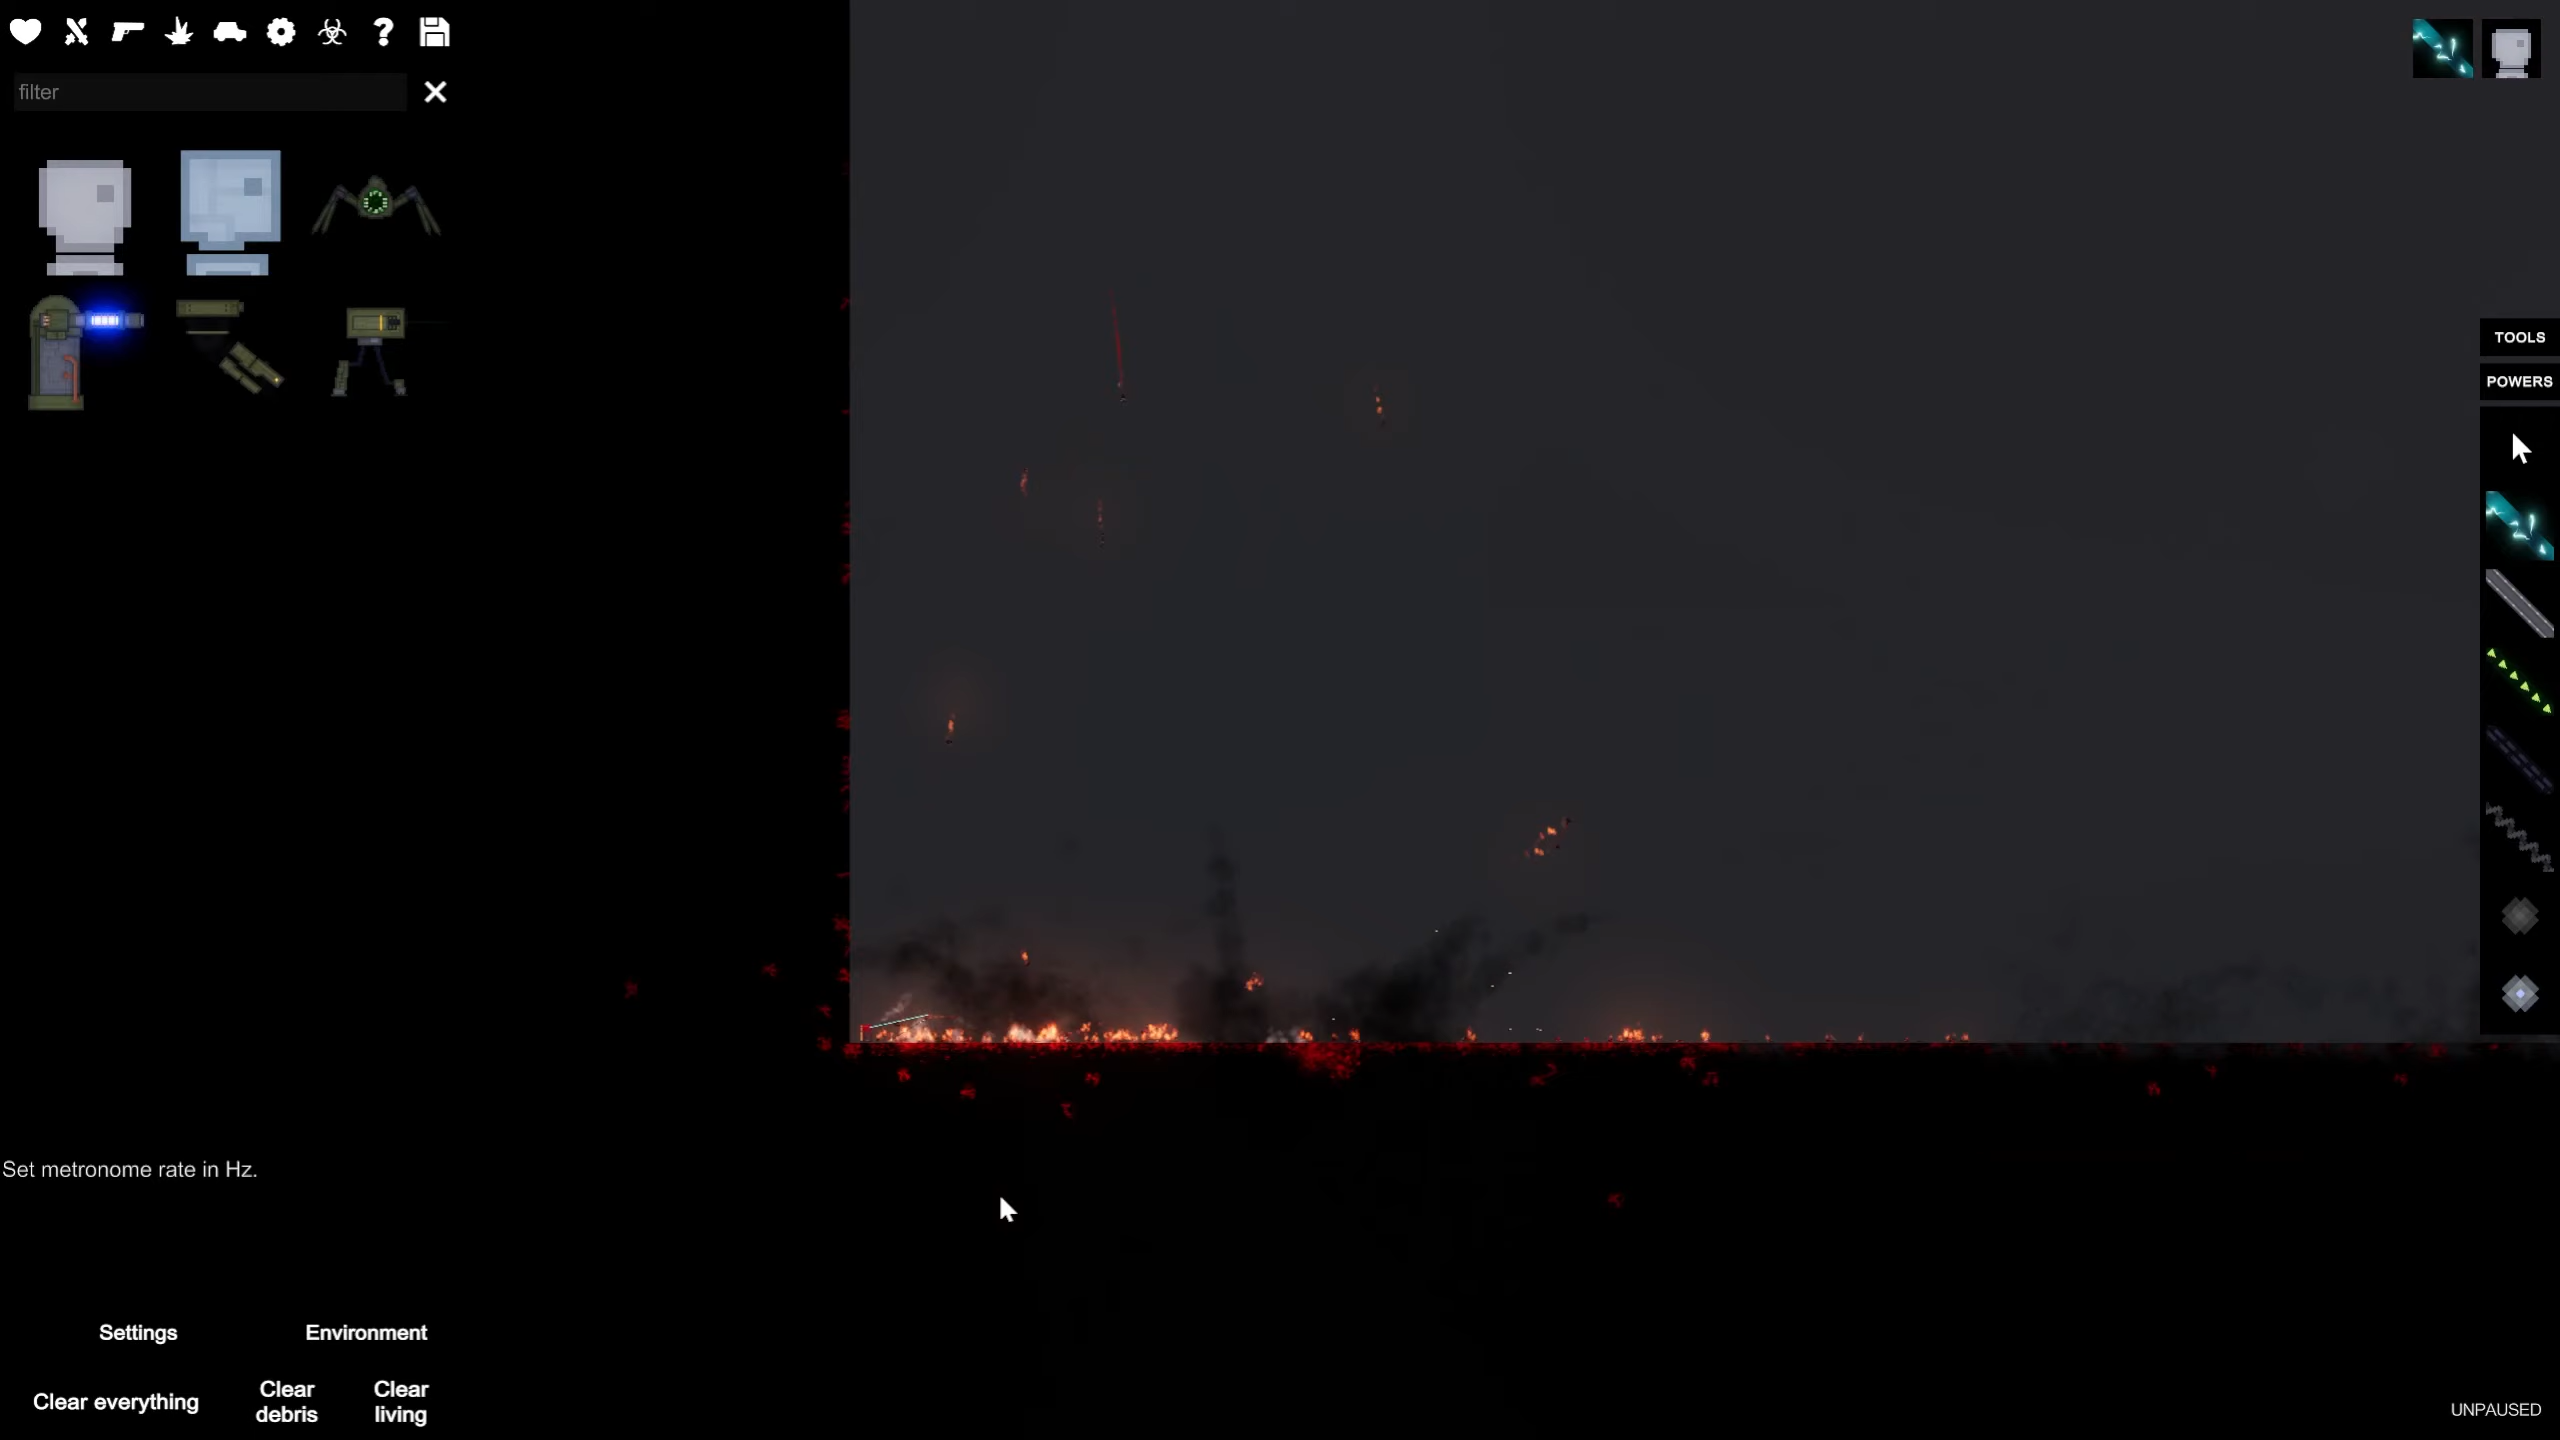 filter
TOOLS
POWERS
Set metronome rate in Hz.
Settings
Environment
Clear everything
Clear
debris
Clear
living
UNPAUSED